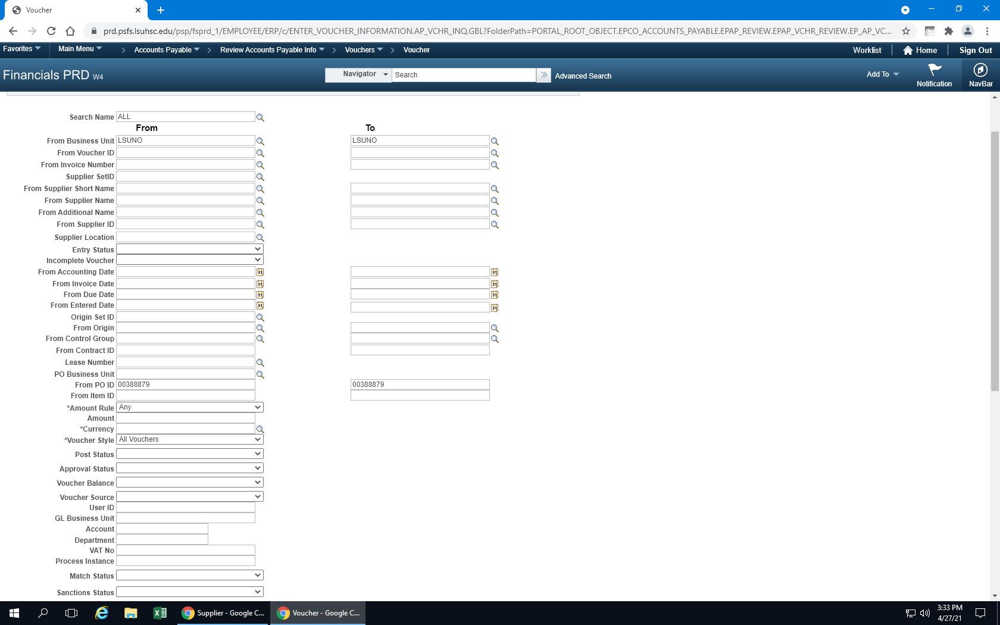 Voucher
prd.psfs.lsuhsc.edu/psp/fsprd_1/EMPLOYEE/ERP/c/ENTER_VOUCHER_INFORMATION.AP_VCHR_INQ.GBL?FolderPath=PORTAL_ROOT_OBJECT.EPCO_ACCOUNTS_PAYABLE.EPAP_REVIEW.EPAP_VCHR_REVIEW.EP_AP_VC...
Favorites Main Menu > Accounts Payable > Review Accounts Payable Info > Vouchers > Voucher Worklist Home Sign Out
Financials PRD W4 Navigator Search Advanced Search Add To Notification NavBar
Search Name ALL
From To
From Business Unit LSUNO LSUNO
From Voucher ID
From Invoice Number
Supplier SetID
From Supplier Short Name
From Supplier Name
From Additional Name
From Supplier ID
Supplier Location
Entry Status
Incomplete Voucher
From Accounting Date 31 31
From Invoice Date 31 31
From Due Date 31 31
From Entered Date 31 31
Origin Set ID
From Origin
From Control Group
From Contract ID
Lease Number
PO Business Unit
From PO ID 00388879 00388879
From Item ID
*Amount Rule Any
Amount
*Currency
*Voucher Style All Vouchers
Post Status
Approval Status
Voucher Balance
Voucher Source
User ID
GL Business Unit
Account
Department
VAT No
Process Instance
Match Status
Sanctions Status
Supplier - Google C... Voucher - Google C... 3:33 PM
4/27/21